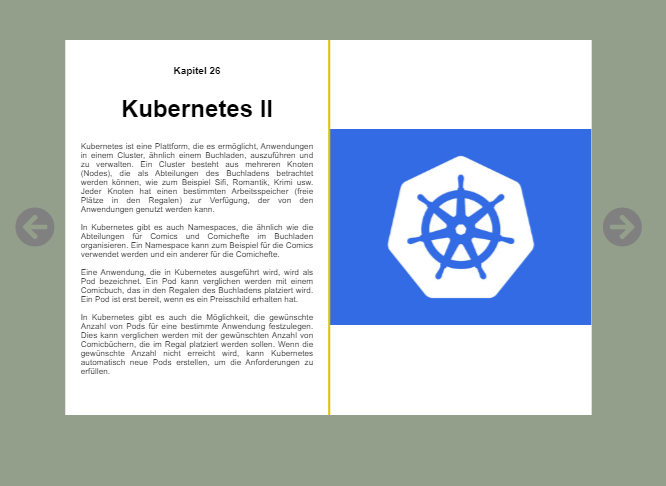 Kapitel 26
Kubernetes II
Kubernetes ist eine Plattform, die es ermöglicht, Anwendungen
in einem Cluster, ähnlich einem Buchladen, auszuführen und
zu verwalten. Ein Cluster besteht aus mehreren Knoten
(Nodes), die als Abteilungen des Buchladens betrachtet
werden können, wie zum Beispiel Sifi, Romantik, Krimi usw.
Jeder Knoten hat einen bestimmten Arbeitsspeicher (freie
Plätze in den Regalen) zur Verfügung, der von den
Anwendungen genutzt werden kann.
In Kubernetes gibt es auch Namespaces, die ähnlich wie die
Abteilungen für Comics und Comichefte im Buchladen
organisieren. Ein Namespace kann zum Beispiel für die Comics
verwendet werden und ein anderer für die Comichefte.
Eine Anwendung, die in Kubernetes ausgeführt wird, wird als
Pod bezeichnet. Ein Pod kann verglichen werden mit einem
Comicbuch, das in den Regalen des Buchladens platziert wird.
Ein Pod ist erst bereit, wenn es ein Preisschild erhalten hat.
In Kubernetes gibt es auch die Möglichkeit, die gewünschte
Anzahl von Pods für eine bestimmte Anwendung festzulegen.
Dies kann verglichen werden mit der gewünschten Anzahl von
Comicbüchern, die im Regal platziert werden sollen. Wenn die
gewünschte Anzahl nicht erreicht wird, kann Kubernetes
automatisch neue Pods erstellen, um die Anforderungen zu
erfüllen.